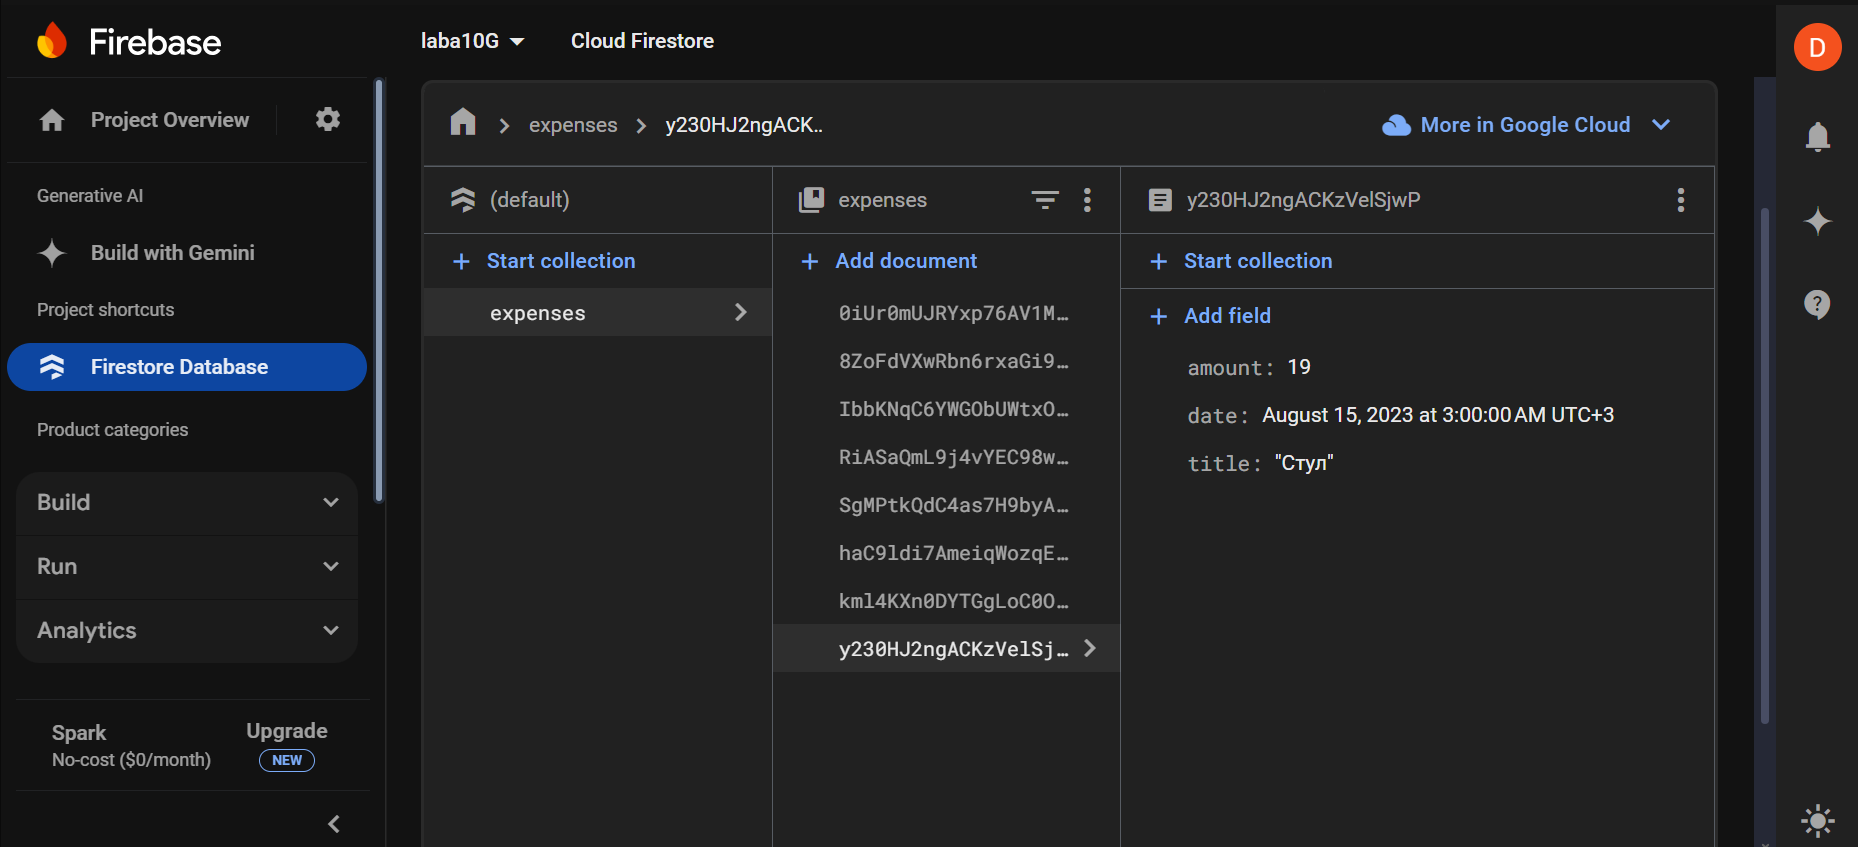 Firebase
Project Overview
Generative AI
Build with Gemini
Project shortcuts
Firestore Database
Product categories
Build
Run
Analytics
Spark
No-cost ($0/month)
Upgrade
NEW
laba10G
Cloud Firestore
expenses
y230HJ2ngACK..
More in Google Cloud
(default)
Start collection
expenses
expenses
Add document
0iUr0mUJRYxp76AV1M…
8ZoFdVXwRbn6rxaGi9…
IbbKNqC6YWGObUWtxO…
RiASaQmL9j4vYEC98w…
SgMPtkQdC4as7H9byA…
haC9ldi7AmeiqWozqE…
kml4KXn0DYTGgLoC0O…
y230HJ2ngACKzVelSj…
y230HJ2ngACKzVelSjwP
Start collection
Add field
amount: 19
date: August 15, 2023 at 3:00:00 AM UTC+3
title: "Стул"
D